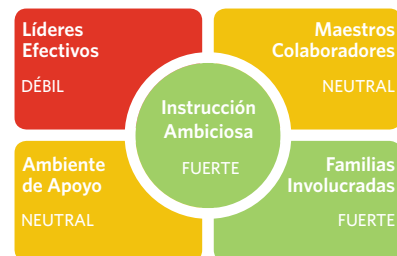 Líderes
Efectivos
DÉBIL
Maestros
Colaboradores
NEUTRAL
Instrucción
Ambiciosa
FUERTE
Ambiente
de Apoyo
NEUTRAL
Familias
Involucradas
FUERTE